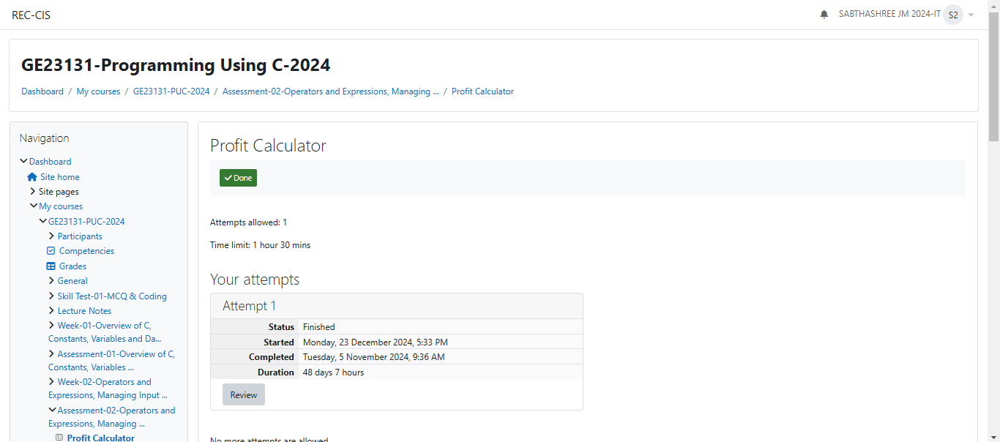 REC-CIS
SABTHASHREE JM 2024-IT S2
GE23131-Programming Using C-2024
Dashboard / My courses / GE23131-PUC-2024 / Assessment-02-Operators and Expressions, Managing ... / Profit Calculator
Navigation
Dashboard
Site home
Site pages
My courses
GE23131-PUC-2024
Participants
Competencies
Grades
General
Skill Test-01-MCQ & Coding
Lecture Notes
Week-01-Overview of C,
Constants, Variables and Da...
Assessment-01-Overview of C,
Constants, Variables ...
Week-02-Operators and
Expressions, Managing Input ...
Assessment-02-Operators and
Expressions, Managing ...
Profit Calculator
Profit Calculator
Done
Attempts allowed: 1
Time limit: 1 hour 30 mins
Your attempts
Attempt 1
Status Finished
Started Monday, 23 December 2024, 5:33 PM
Completed Tuesday, 5 November 2024, 9:36 AM
Duration 48 days 7 hours
Review
No more attempts are allowed